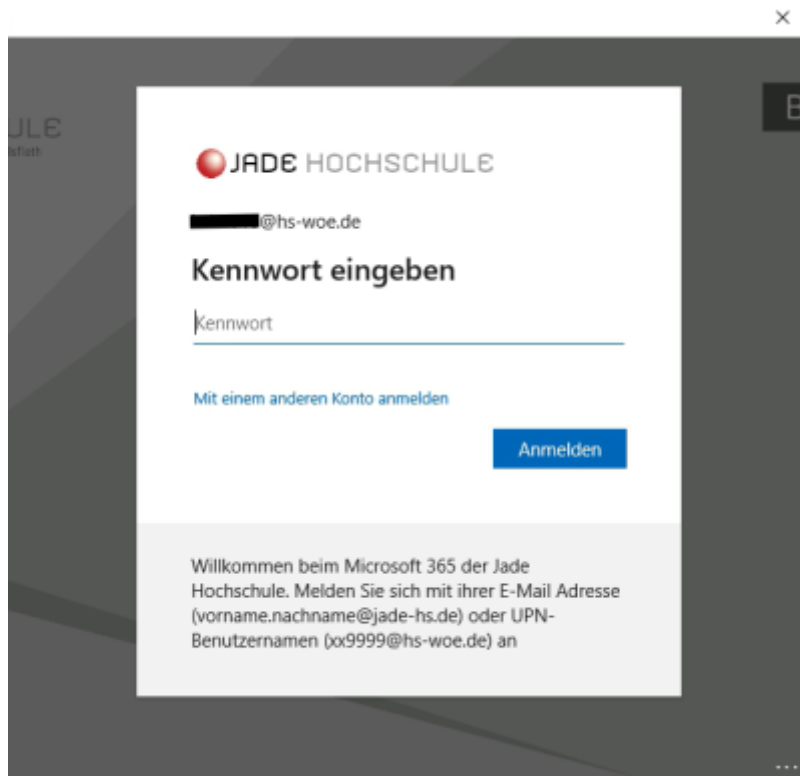 ULE
JADE HOCHSCHULE
@hs-woe.de
Kennwort eingeben
Kennwort
Mit einem anderen Konto anmelden
Anmelden
Willkommen beim Microsoft 365 der Jade
Hochschule. Melden Sie sich mit ihrer E-Mail Adresse
(vorname.nachname@jade-hs.de) oder UPN-
Benutzernamen (xx9999@hs-woe.de) an